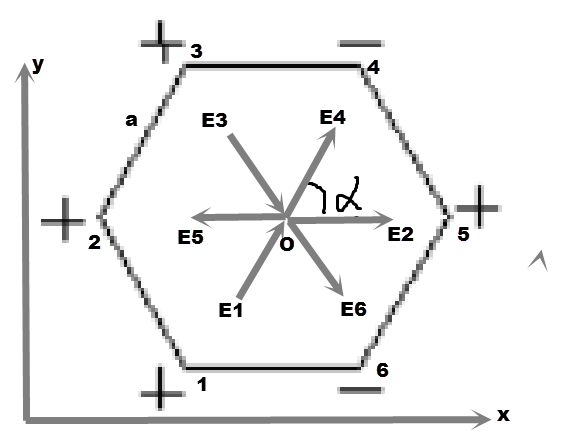 + 3 −
y 4
a E3 E4
α
+ 2 E5 O E2 5 +
E1 E6
6
+ 1 −
x